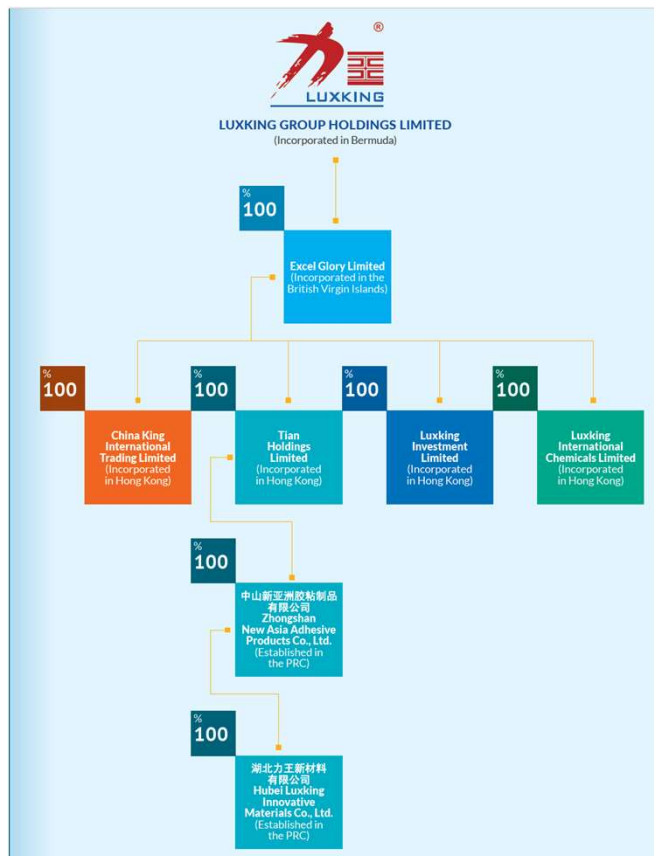 力王
®
LUXKING
LUXKING GROUP HOLDINGS LIMITED
(Incorporated in Bermuda)
%
100
Excel Glory Limited
(Incorporated in the
British Virgin Islands)
%
100
China King
International
Trading Limited
(Incorporated
in Hong Kong)
%
100
Tian
Holdings
Limited
(Incorporated
in Hong Kong)
%
100
Luxking
Investment
Limited
(Incorporated
in Hong Kong)
%
100
Luxking
International
Chemicals Limited
(Incorporated
in Hong Kong)
%
100
中山新亚洲胶粘制品
有限公司
Zhongshan
New Asia Adhesive
Products Co., Ltd.
(Established in
the PRC)
%
100
湖北力王新材料
有限公司
Hubei Luxking
Innovative
Materials Co., Ltd.
(Established in
the PRC)